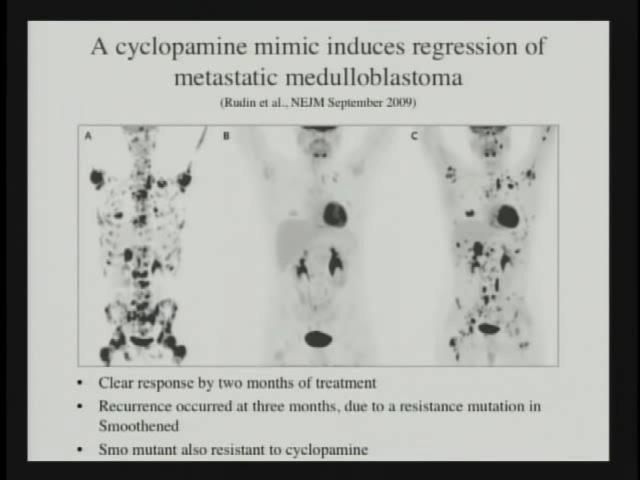 A cyclopamine mimic induces regression of
metastatic medulloblastoma
(Rudin et al., NEJM September 2009)
A B C
• Clear response by two months of treatment
• Recurrence occurred at three months, due to a resistance mutation in
Smoothened
• Smo mutant also resistant to cyclopamine